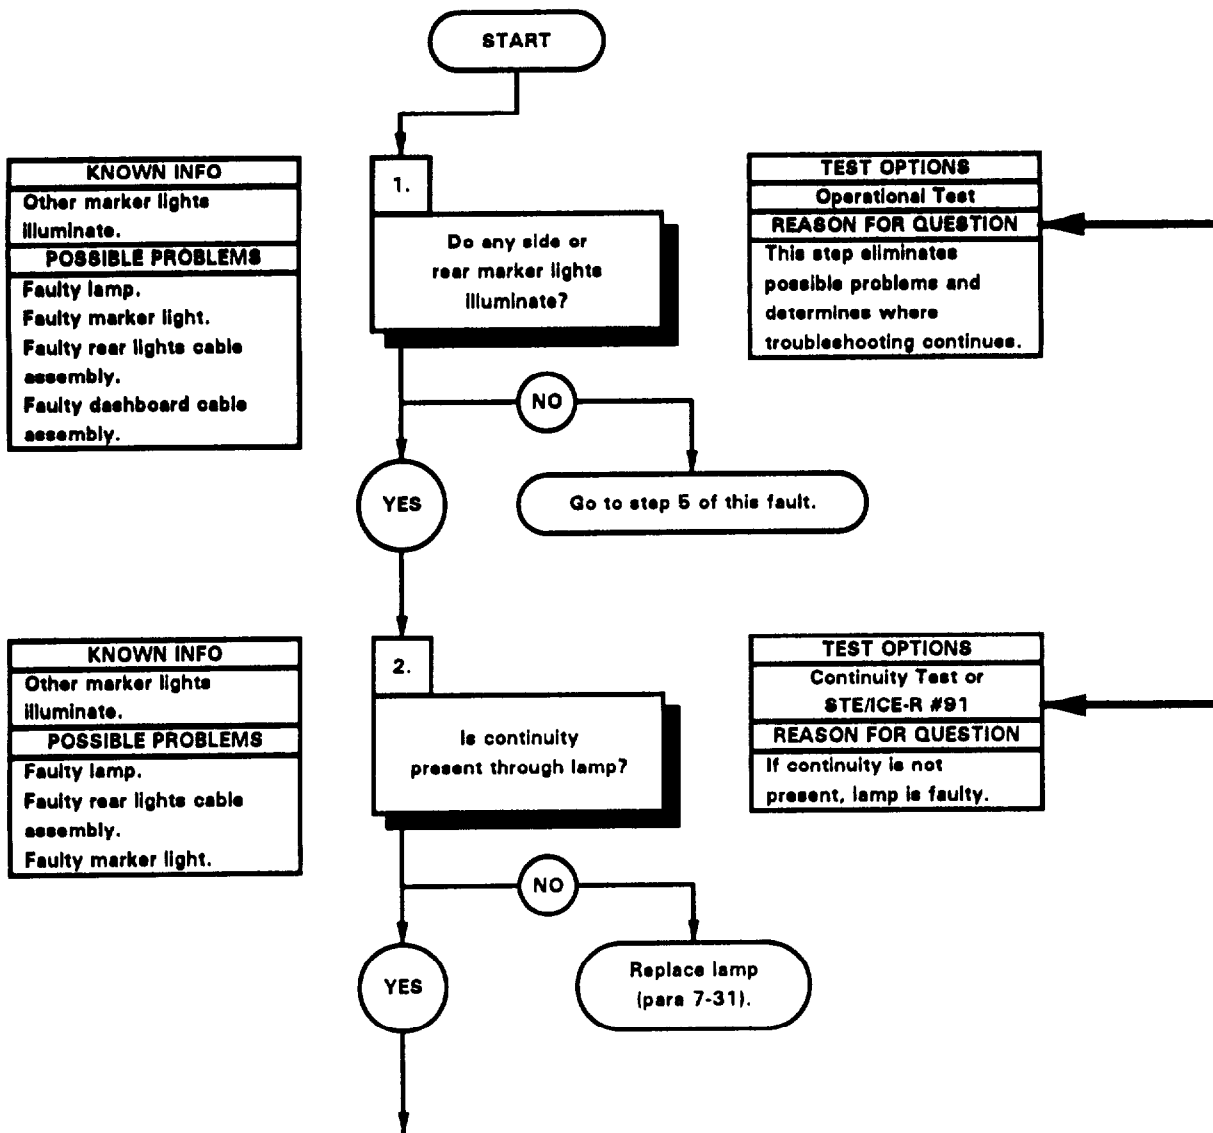 START
KNOWN INFO
Other marker lights
illuminate.
POSSIBLE PROBLEMS
Faulty lamp.
Faulty marker light.
Faulty rear lights cable
assembly.
Faulty dashboard cable
assembly.
1.
Do any side or
rear marker lights
illuminate?
TEST OPTIONS
Operational Test
REASON FOR QUESTION
This step eliminates
possible problems and
determines where
troubleshooting continues.
NO
YES
Go to step 5 of this fault.
KNOWN INFO
Other marker lights
illuminate.
POSSIBLE PROBLEMS
Faulty lamp.
Faulty rear lights cable
assembly.
Faulty marker light.
2.
Is continuity
present through lamp?
TEST OPTIONS
Continuity Test or
STE/ICE-R #91
REASON FOR QUESTION
If continuity is not
present, lamp is faulty.
NO
YES
Replace lamp
(para 7-31).